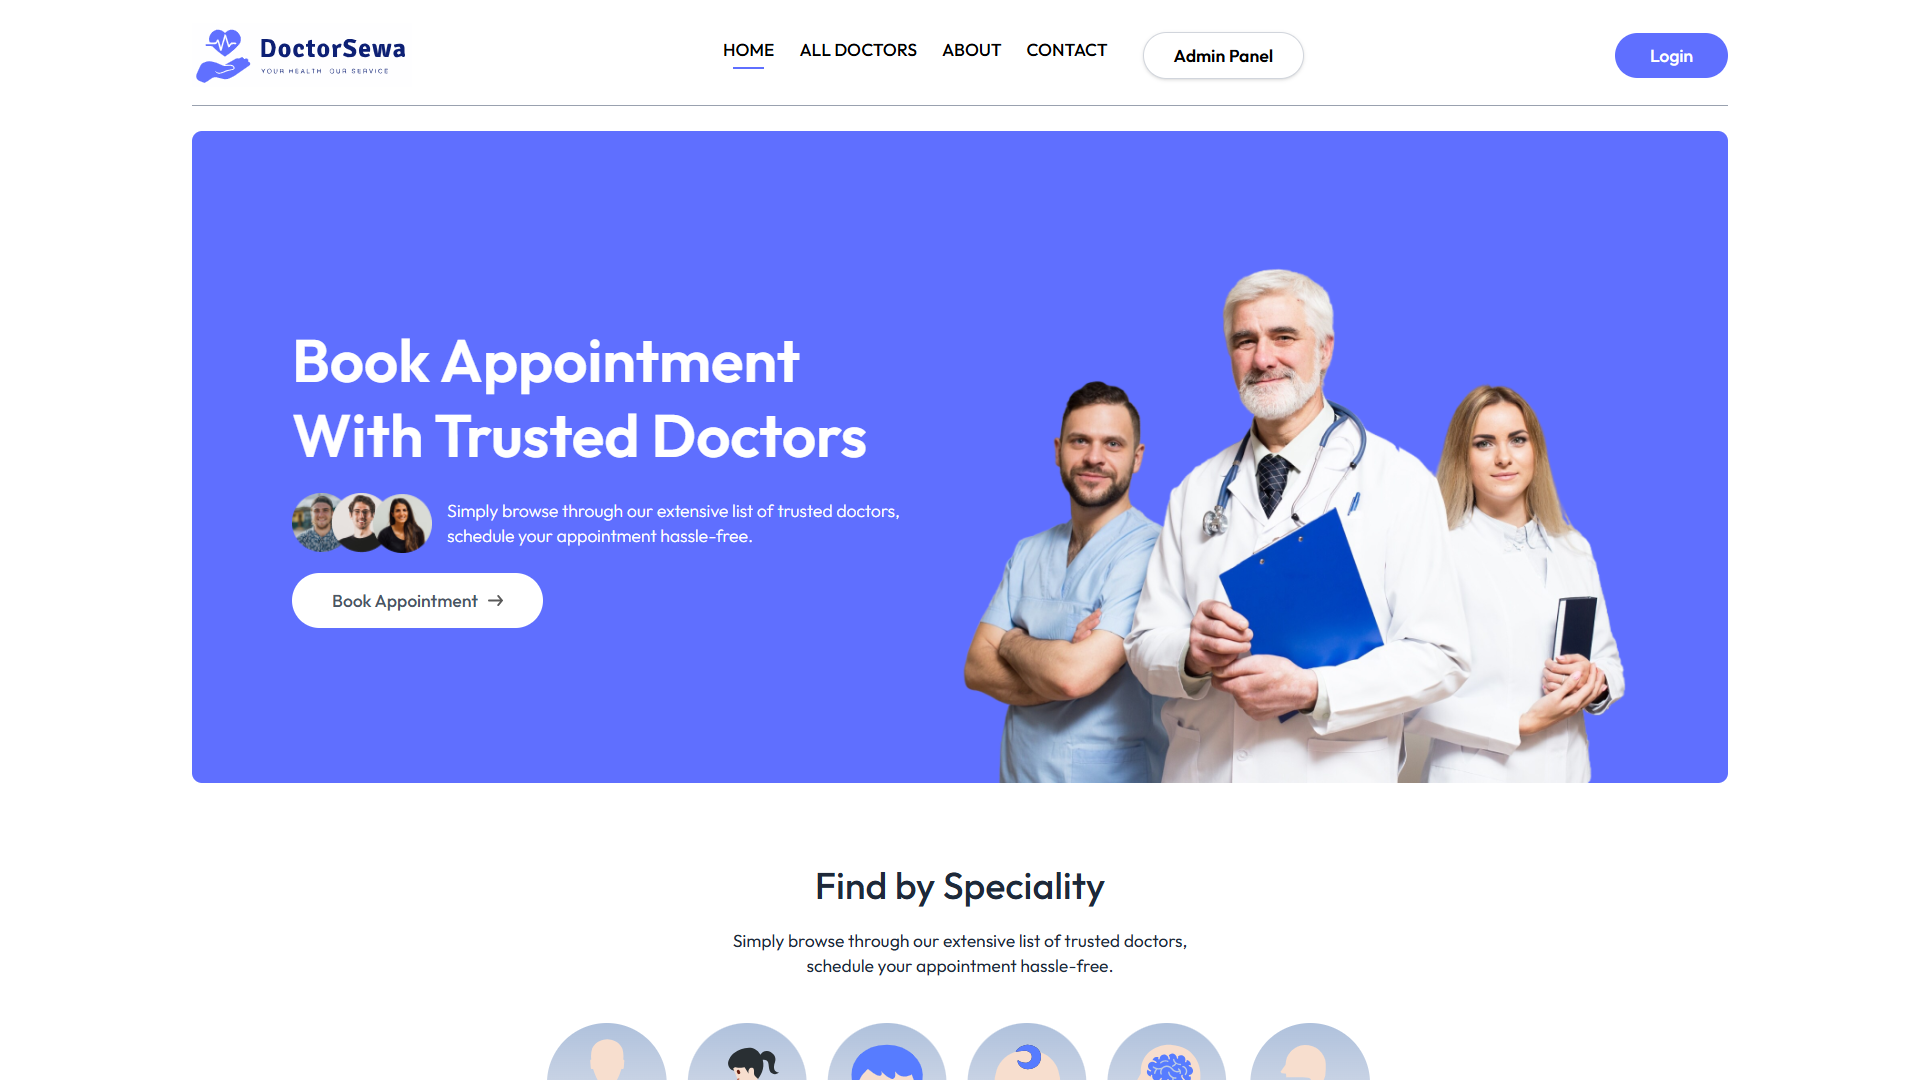 DoctorSewa
YOUR HEALTH OUR SERVICE
HOME
ALL DOCTORS
ABOUT
CONTACT
Admin Panel
Login
Book Appointment
With Trusted Doctors
Simply browse through our extensive list of trusted doctors,
schedule your appointment hassle-free.
Book Appointment →
Find by Speciality
Simply browse through our extensive list of trusted doctors,
schedule your appointment hassle-free.